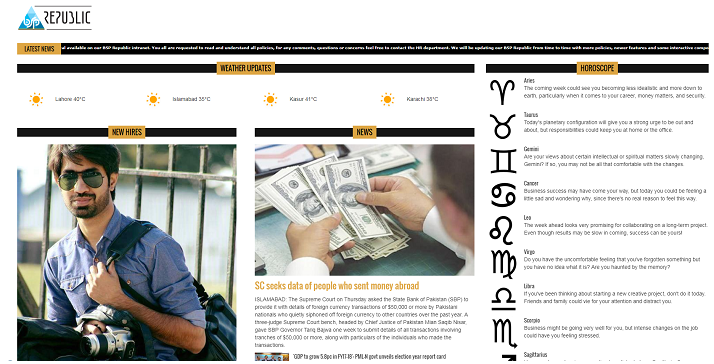 bsp REPUBLIC
LATEST NEWS
al available on our BSP Republic intranet. You all are requested to read and understand all policies, for any comments, questions or concerns feel free to contact the HR department. We will be updating our BSP Republic from time to time with more policies, newer features and some interactive compo
WEATHER UPDATES
Lahore 40°C
Islamabad 35°C
Kasur 41°C
Karachi 35°C
NEW HIRES
NEWS
SC seeks data of people who sent money abroad
ISLAMABAD: The Supreme Court on Thursday asked the State Bank of Pakistan (SBP) to
provide it with details of foreign currency transactions of $50,000 or more by Pakistani
nationals who quietly siphoned off foreign currency to other countries over the past year. A
three-judge Supreme Court bench, headed by Chief Justice of Pakistan Mian Saqib Nisar,
gave SBP Governor Tariq Bajwa one week to submit details of all transactions involving
tranches of $50,000 or more, along with particulars of the individuals who made the
transactions.
'GDP to grow 5.8pc in FY17-18'- PML-N govt unveils election year report card
HOROSCOPE
Aries
The coming week could see you becoming less idealistic and more down to
earth, particularly when it comes to your career, money matters, and security.
Taurus
Today's planetary configuration will give you a strong urge to be out and
about, but responsibilities could keep you at home or the office.
Gemini
Are your views about certain intellectual or spiritual matters slowly changing,
Gemini? If so, you may not be all that comfortable with the changes.
Cancer
Business success may have come your way, but today you could be feeling a
little sad and wondering why, since there's no real reason to feel this way.
Leo
The week ahead looks very promising for collaborating on a long-term project.
Even though results may be slow in coming, success can be yours!
Virgo
Do you have the uncomfortable feeling that you've forgotten something but
you have no idea what it is? Are you haunted by the memory?
Libra
If you've been thinking about starting a new creative project, don't do it today.
Friends and family could vie for your attention and distract you.
Scorpio
Business might be going very well for you, but intense changes on the job
could have you feeling stressed.
Sagittarius